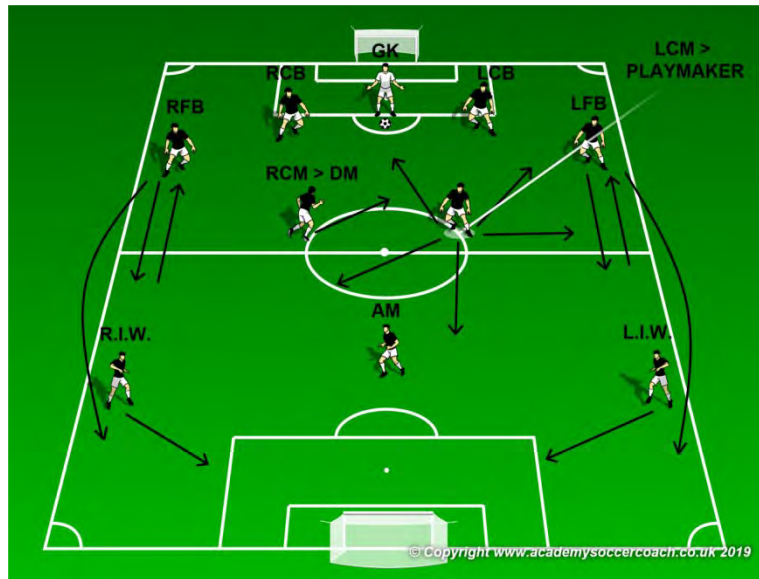 GK
LCM >
PLAYMAKER
RCB
LCB
RFB
LFB
RCM > DM
AM
R.I.W.
L.I.W.
© Copyright www.academysoccercoach.co.uk 2019